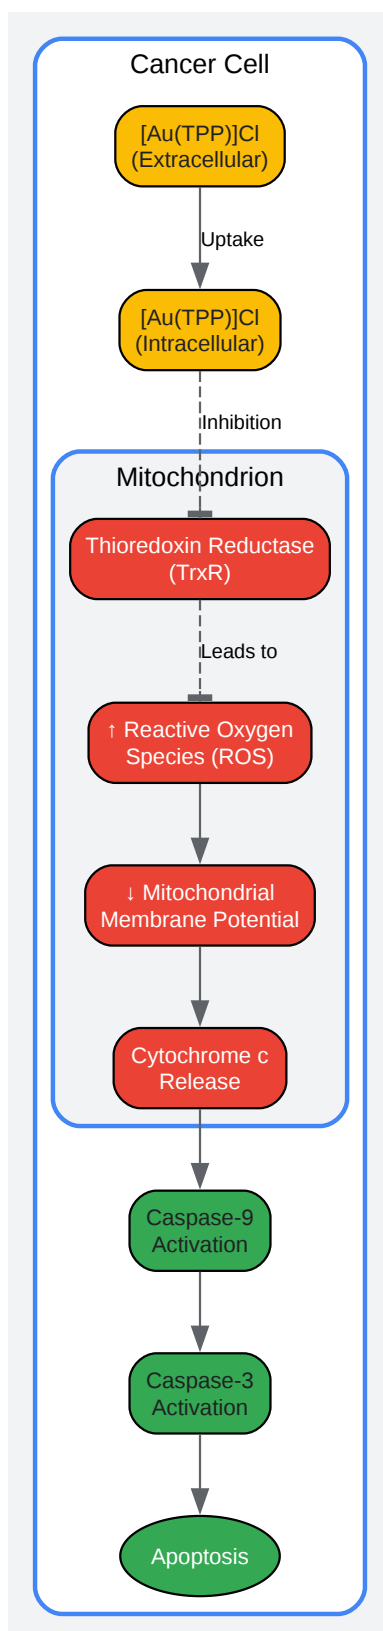 Cancer Cell
[Au(TPP)]Cl
(Extracellular)
Uptake
[Au(TPP)]Cl
(Intracellular)
Inhibition
Mitochondrion
Thioredoxin Reductase
(TrxR)
Leads to
↑ Reactive Oxygen
Species (ROS)
↓ Mitochondrial
Membrane Potential
Cytochrome c
Release
Caspase-9
Activation
Caspase-3
Activation
Apoptosis